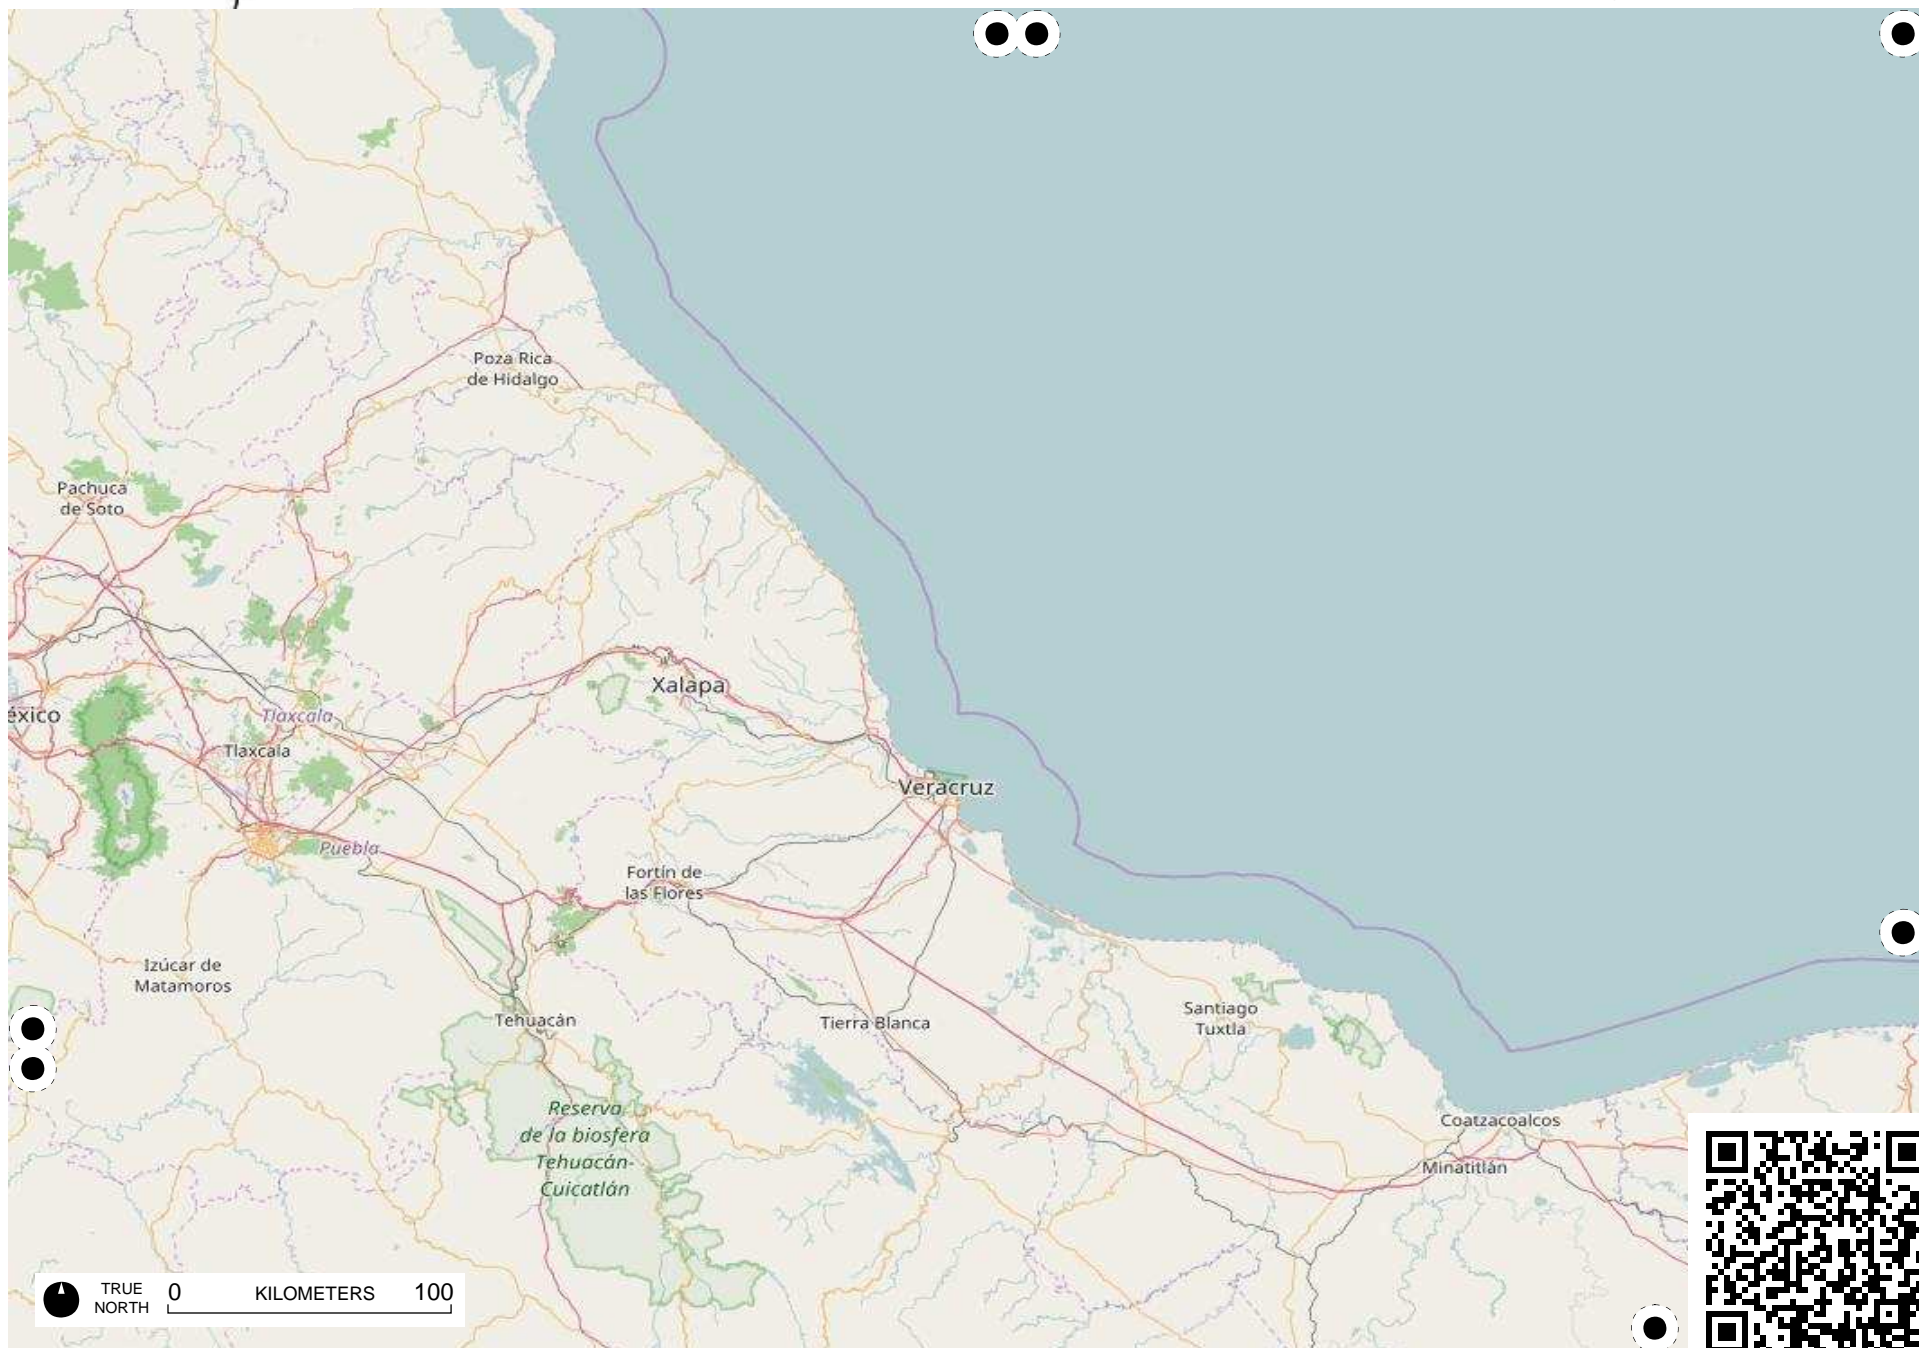 Poza Rica
de Hidalgo
Pachuca
de Soto
Xalapa
éxico
Tlaxcala
Tlaxcala
Veracruz
Puebla
Fortín de
las Flores
Izúcar de
Matamoros
Santiago
Tuxtla
Tehuacán
Tierra Blanca
Reserva
de la biosfera
Tehuacán-
Cuicatlán
Coatzacoalcos
Minatitlán
TRUE
NORTH
0 KILOMETERS 100